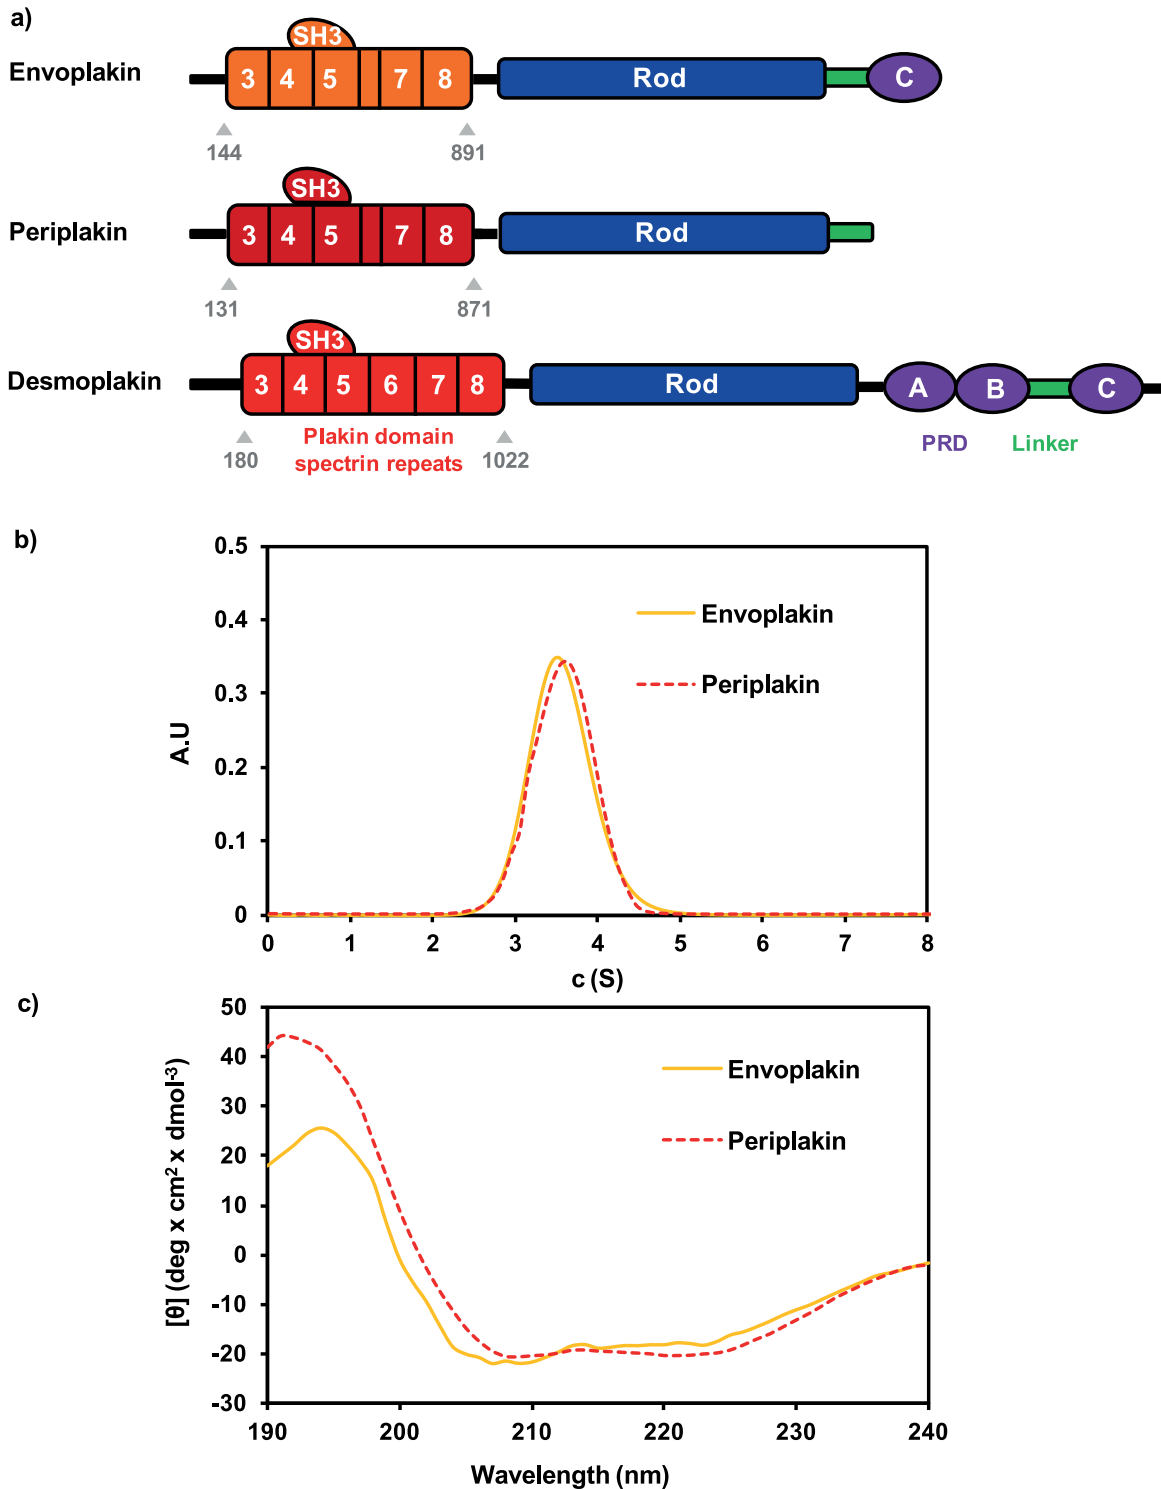 a)
SH3
Envoplakin
3 4 5 7 8
Rod
C
144
891
SH3
Periplakin
3 4 5 7 8
Rod
131
871
SH3
Desmoplakin
3 4 5 6 7 8
Rod
A B C
180
Plakin domain
spectrin repeats
1022
PRD
Linker
b)
0.5
0.4
0.3
0.2
0.1
0
A.U
Envoplakin
Periplakin
0 1 2 3 4 5 6 7 8
c (S)
c)
50
40
30
20
10
0
-10
-20
-30
[θ] (deg x cm² x dmol⁻³)
Envoplakin
Periplakin
190 200 210 220 230 240
Wavelength (nm)